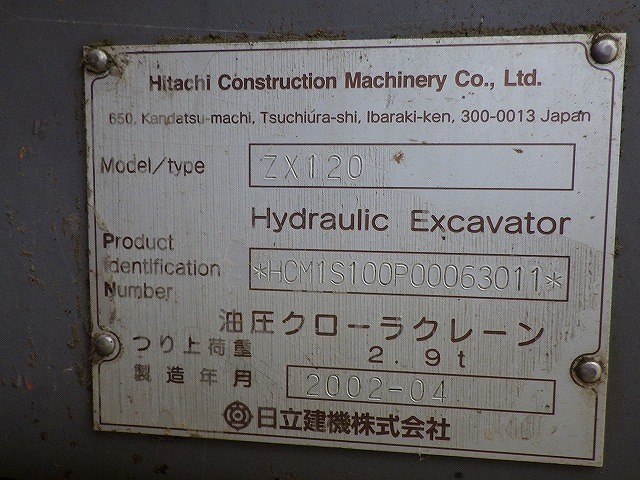 Hitachi Construction Machinery Co., Ltd.
650, Kandatsu-machi, Tsuchiura-shi, Ibaraki-ken, 300-0013 Japan
Model/type ZX120
Hydraulic Excavator
Product Identification Number *HCM1S100P00063011*
油圧クローラクレーン
つり上荷重 2.9t
製造年月 2002-04
日立建機株式会社